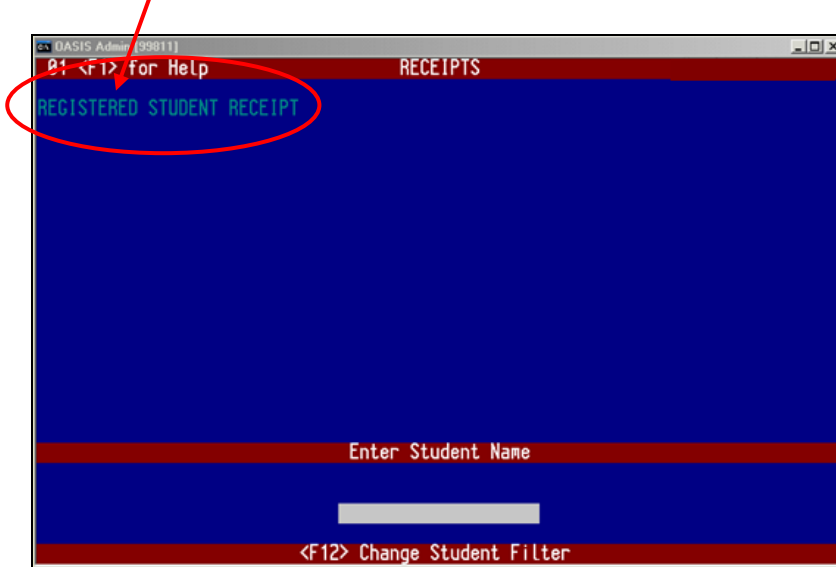 OASIS Admin [99811]
01 <F1> for Help RECEIPTS
REGISTERED STUDENT RECEIPT
Enter Student Name
<F12> Change Student Filter